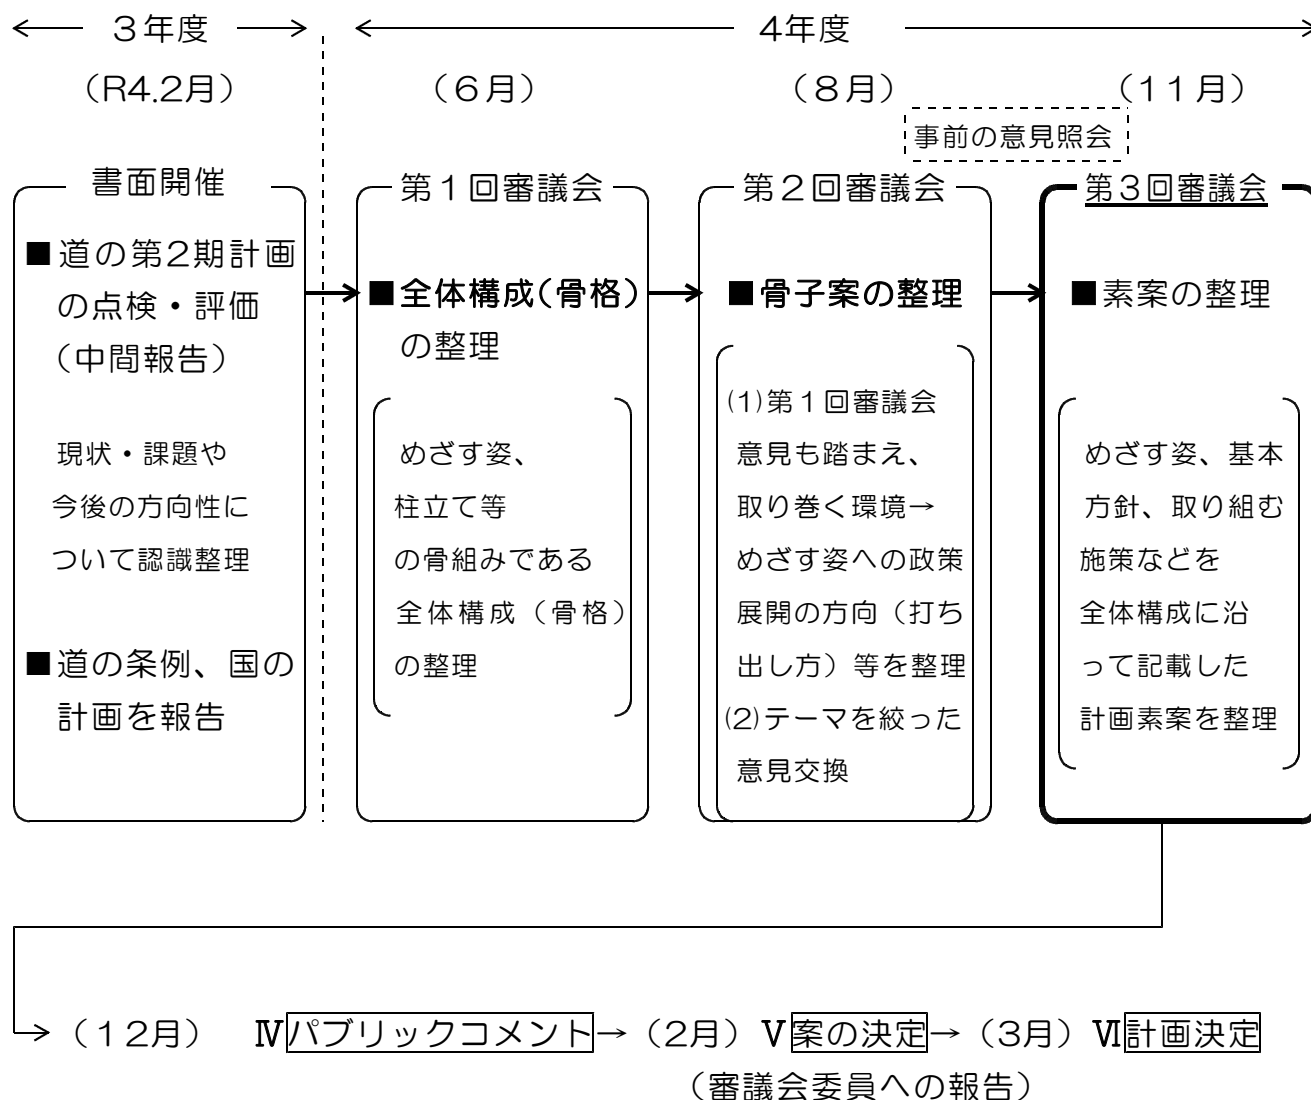 3年度
4年度
(R4.2月)
(6月)
(8月)
(11月)
事前の意見照会
書面開催
■道の第2期計画
の点検・評価
(中間報告)
現状・課題や
今後の方向性に
ついて認識整理
■道の条例、国の
計画を報告
第1回審議会
■全体構成(骨格)
の整理
めざす姿、
柱立て等
の骨組みである
全体構成(骨格)
の整理
第2回審議会
■骨子案の整理
(1)第1回審議会
意見も踏まえ、
取り巻く環境→
めざす姿への政策
展開の方向(打ち
出し方)等を整理
(2)テーマを絞った
意見交換
第3回審議会
■素案の整理
めざす姿、基本
方針、取り組む
施策などを
全体構成に沿
って記載した
計画素案を整理
(12月) Ⅳパブリックコメント→(2月)Ⅴ案の決定→(3月)Ⅵ計画決定
(審議会委員への報告)